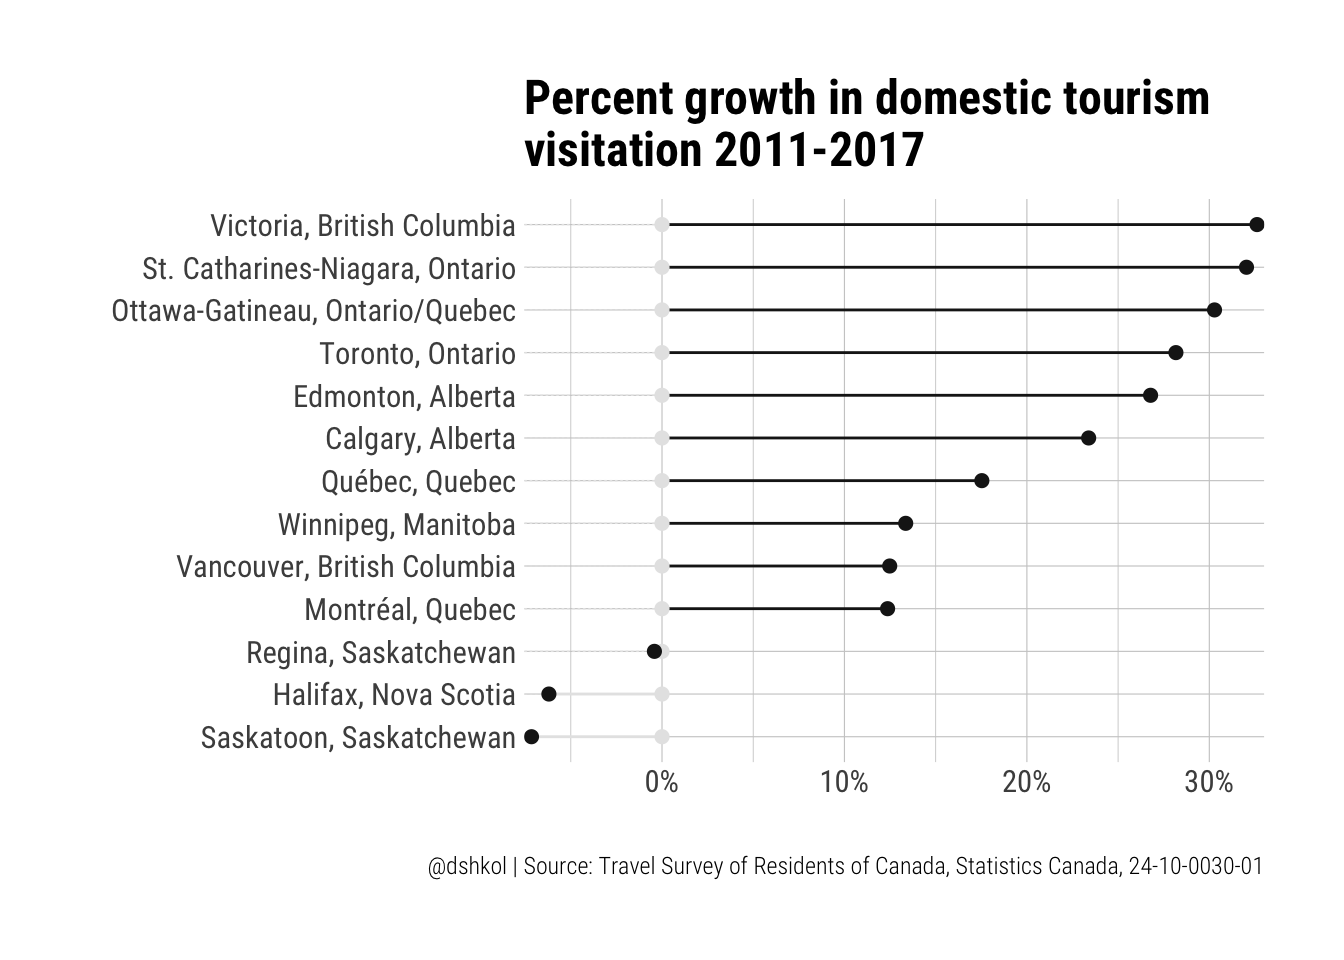 Percent growth in domestic tourism
visitation 2011-2017
Victoria, British Columbia
St. Catharines-Niagara, Ontario
Ottawa-Gatineau, Ontario/Quebec
Toronto, Ontario
Edmonton, Alberta
Calgary, Alberta
Québec, Quebec
Winnipeg, Manitoba
Vancouver, British Columbia
Montréal, Quebec
Regina, Saskatchewan
Halifax, Nova Scotia
Saskatoon, Saskatchewan
0% 10% 20% 30%
@dshkol | Source: Travel Survey of Residents of Canada, Statistics Canada, 24-10-0030-01